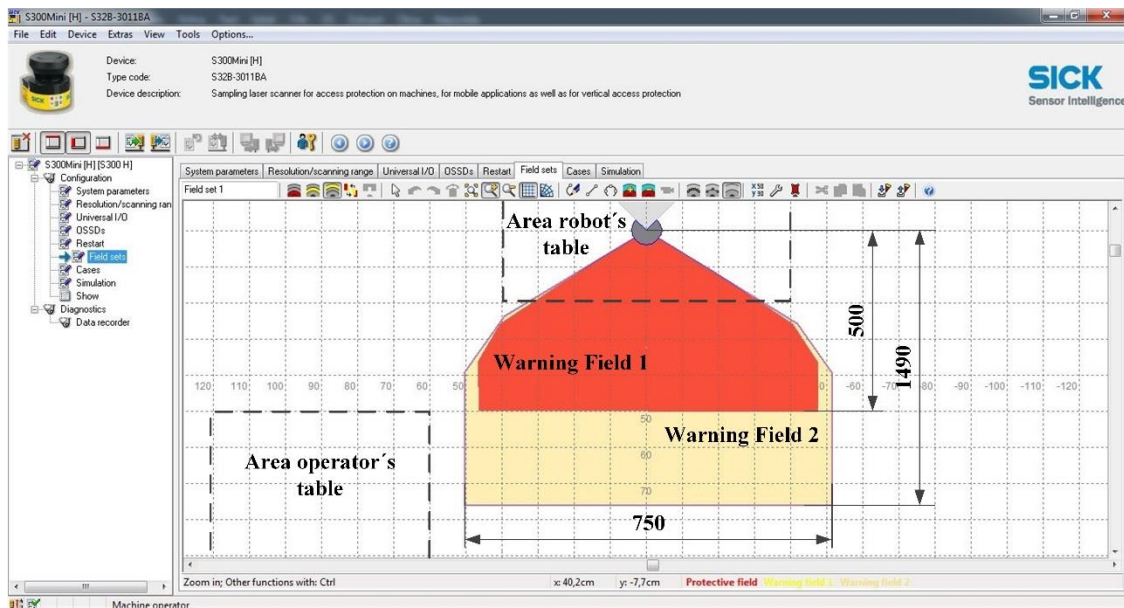 S300Mini [H] - S32B-3011BA
File Edit Device Extras View Tools Options...
Device: S300Mini [H]
Type code: S32B-3011BA
Device description: Sampling laser scanner for access protection on machines, for mobile applications as well as for vertical access protection
SICK
Sensor Intelligence
S300Mini [H] [S300 H]
Configuration
System parameters
Resolution/scanning ran
Universal I/O
OSSDs
Restart
Field sets
Cases
Simulation
Show
Diagnostics
Data recorder
System parameters Resolution/scanning range Universal I/O OSSDs Restart Field sets Cases Simulation
Field set 1
Area robot´s
table
500
1490
Warning Field 1
120 110 100 90 80 70 60 50 0 -60 -70 -80 -90 -100 -110 -120
50
Warning Field 2
60
Area operator´s
table
70
750
Zoom in; Other functions with: Ctrl x: 40,2cm y: -7,7cm Protective field Warning field 1 Warning field 2
Machine operator